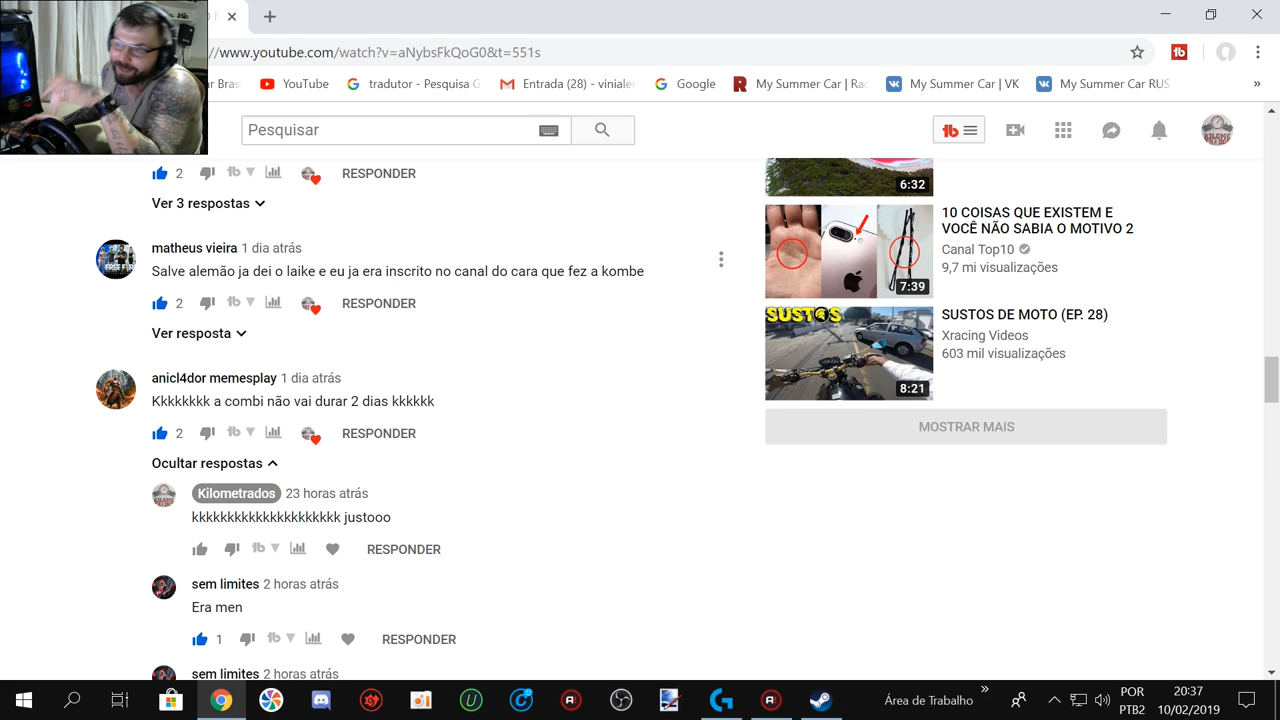 //www.youtube.com/watch?v=aNybsFkQoG0&t=551s
YouTube
tradutor - Pesquisa G
Entrada (28) - vinialer
Google
My Summer Car | Rac
My Summer Car | VK
My Summer Car RUS
»
Pesquisar
2 RESPONDER
Ver 3 respostas
matheus vieira 1 dia atrás
Salve alemão ja dei o laike e eu ja era inscrito no canal do cara que fez a kombe
2 RESPONDER
Ver resposta
anicl4dor memesplay 1 dia atrás
Kkkkkkkk a combi não vai durar 2 dias kkkkkk
2 RESPONDER
Ocultar respostas
Kilometrados 23 horas atrás
kkkkkkkkkkkkkkkkkkkkk justooo
RESPONDER
sem limites 2 horas atrás
Era men
1 RESPONDER
sem limites 2 horas atrás
6:32
10 COISAS QUE EXISTEM E
VOCÊ NÃO SABIA O MOTIVO 2
Canal Top10
9,7 mi visualizações
7:39
SUSTOS
SUSTOS DE MOTO (EP. 28)
Xracing Videos
603 mil visualizações
8:21
MOSTRAR MAIS
Área de Trabalho
»
POR
PTB2
20:37
10/02/2019